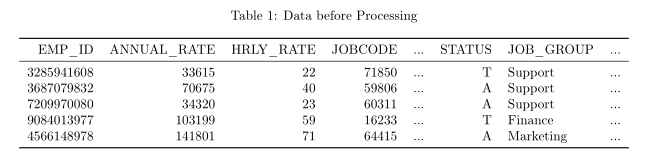 Table 1: Data before Processing
EMP_ID ANNUAL_RATE HRLY_RATE JOBCODE ... STATUS JOB_GROUP ...
3285941608 33615 22 71850 ... T Support ...
3687079832 70675 40 59806 ... A Support ...
7209970080 34320 23 60311 ... A Support ...
9084013977 103199 59 16233 ... T Finance ...
4566148978 141801 71 64415 ... A Marketing ...